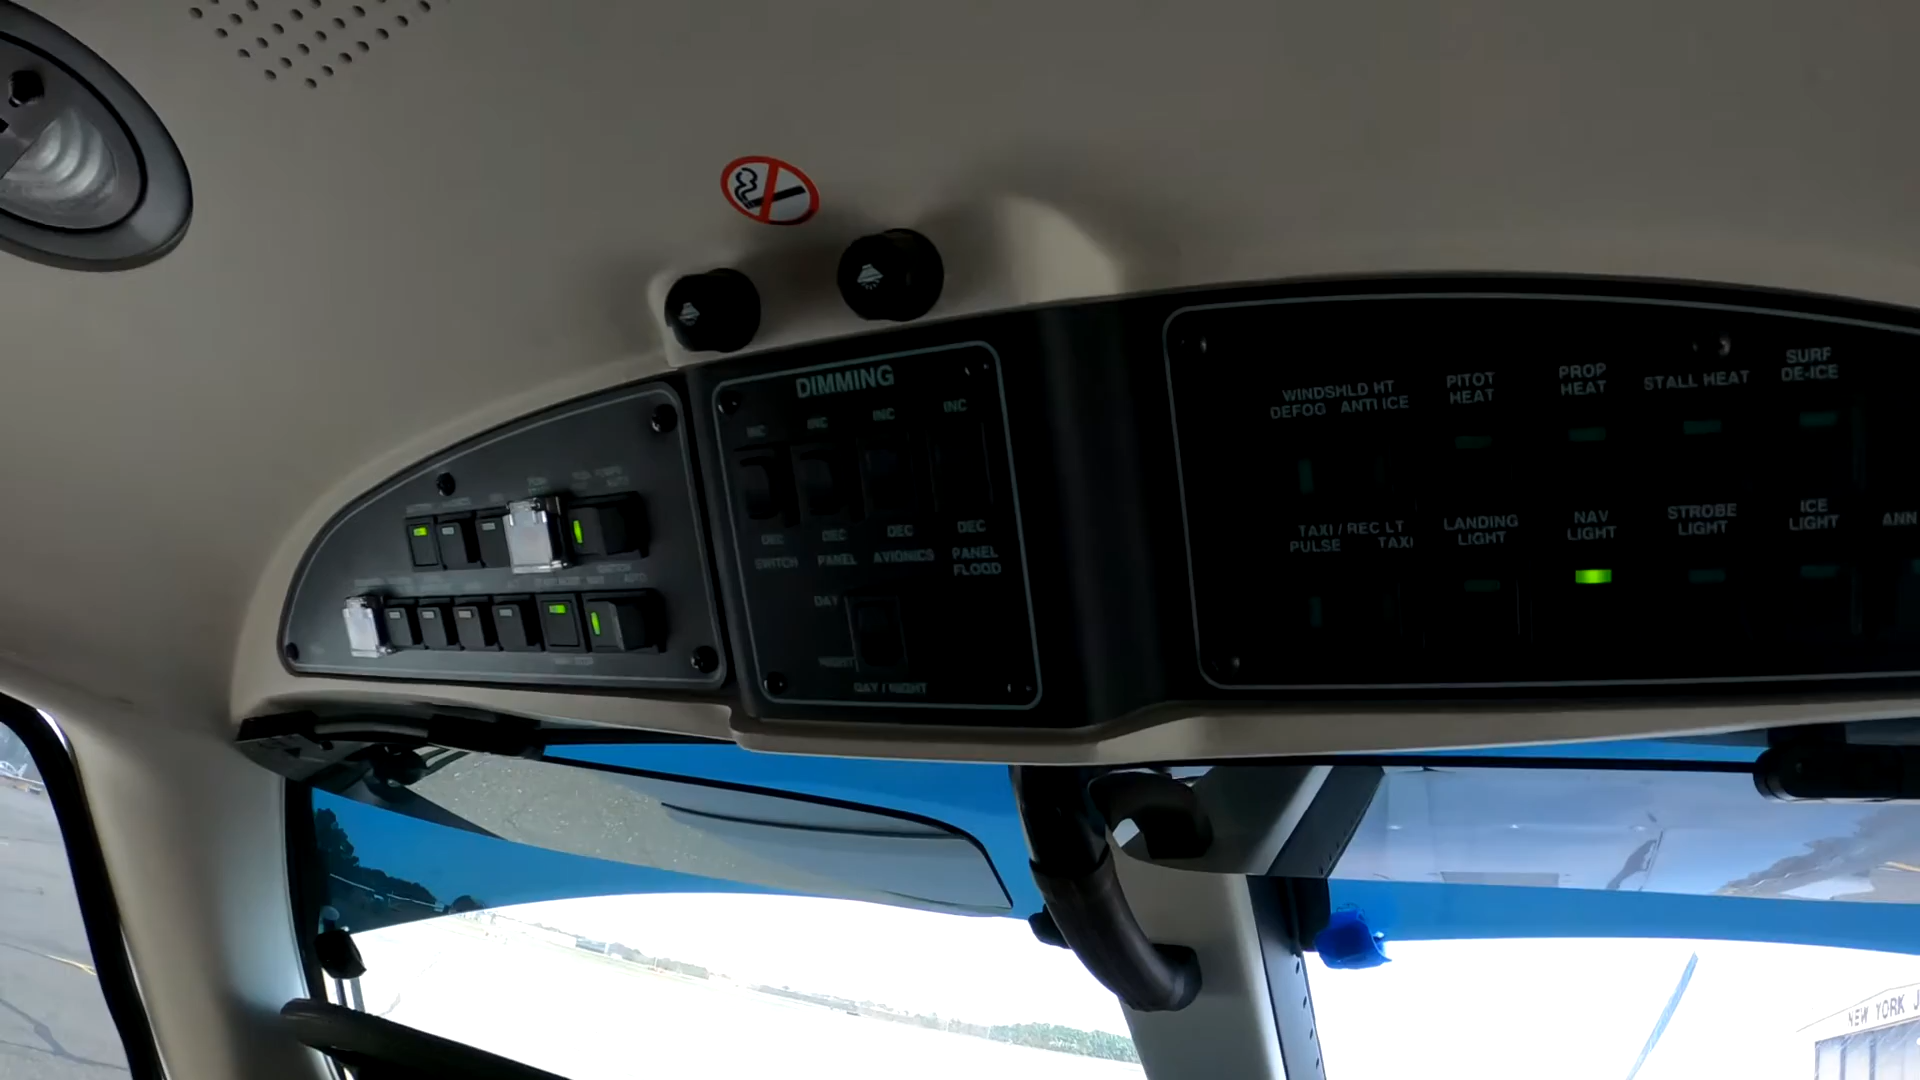 DIMMING
INC INC INC INC
DEC DEC DEC DEC
SWITCH PANEL AVIONICS PANEL FLOOD
DAY
NIGHT
DAY / NIGHT
WINDSHLD HT
DEFOG ANTI ICE
PITOT HEAT
PROP HEAT
STALL HEAT
SURF DE-ICE
TAXI / REC LT
PULSE TAXI
LANDING LIGHT
NAV LIGHT
STROBE LIGHT
ICE LIGHT
ANN
NEW YORK J